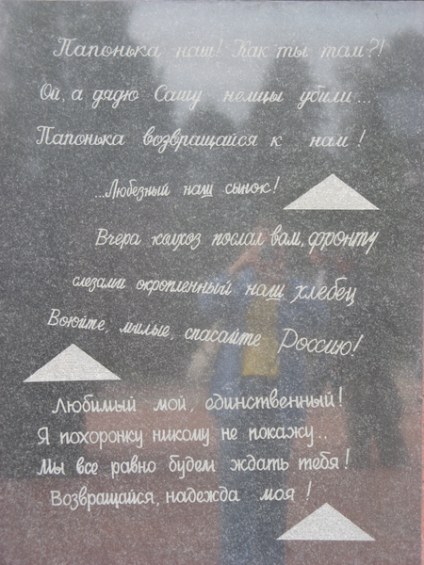 Папонька наш! Как ты там?!
Ой, а дядю Сашу немцы убили...
Папонька возвращайся к нам!
...Любезный наш сынок!
Вчера колхоз послал вам, фронту
слезами окропленный наш хлебец
Воюйте, милые, спасайте Россию!
Любимый мой, единственный!
Я похоронку никому не покажу..
Мы все равно будем ждать тебя!
Возвращайся, надежда моя!